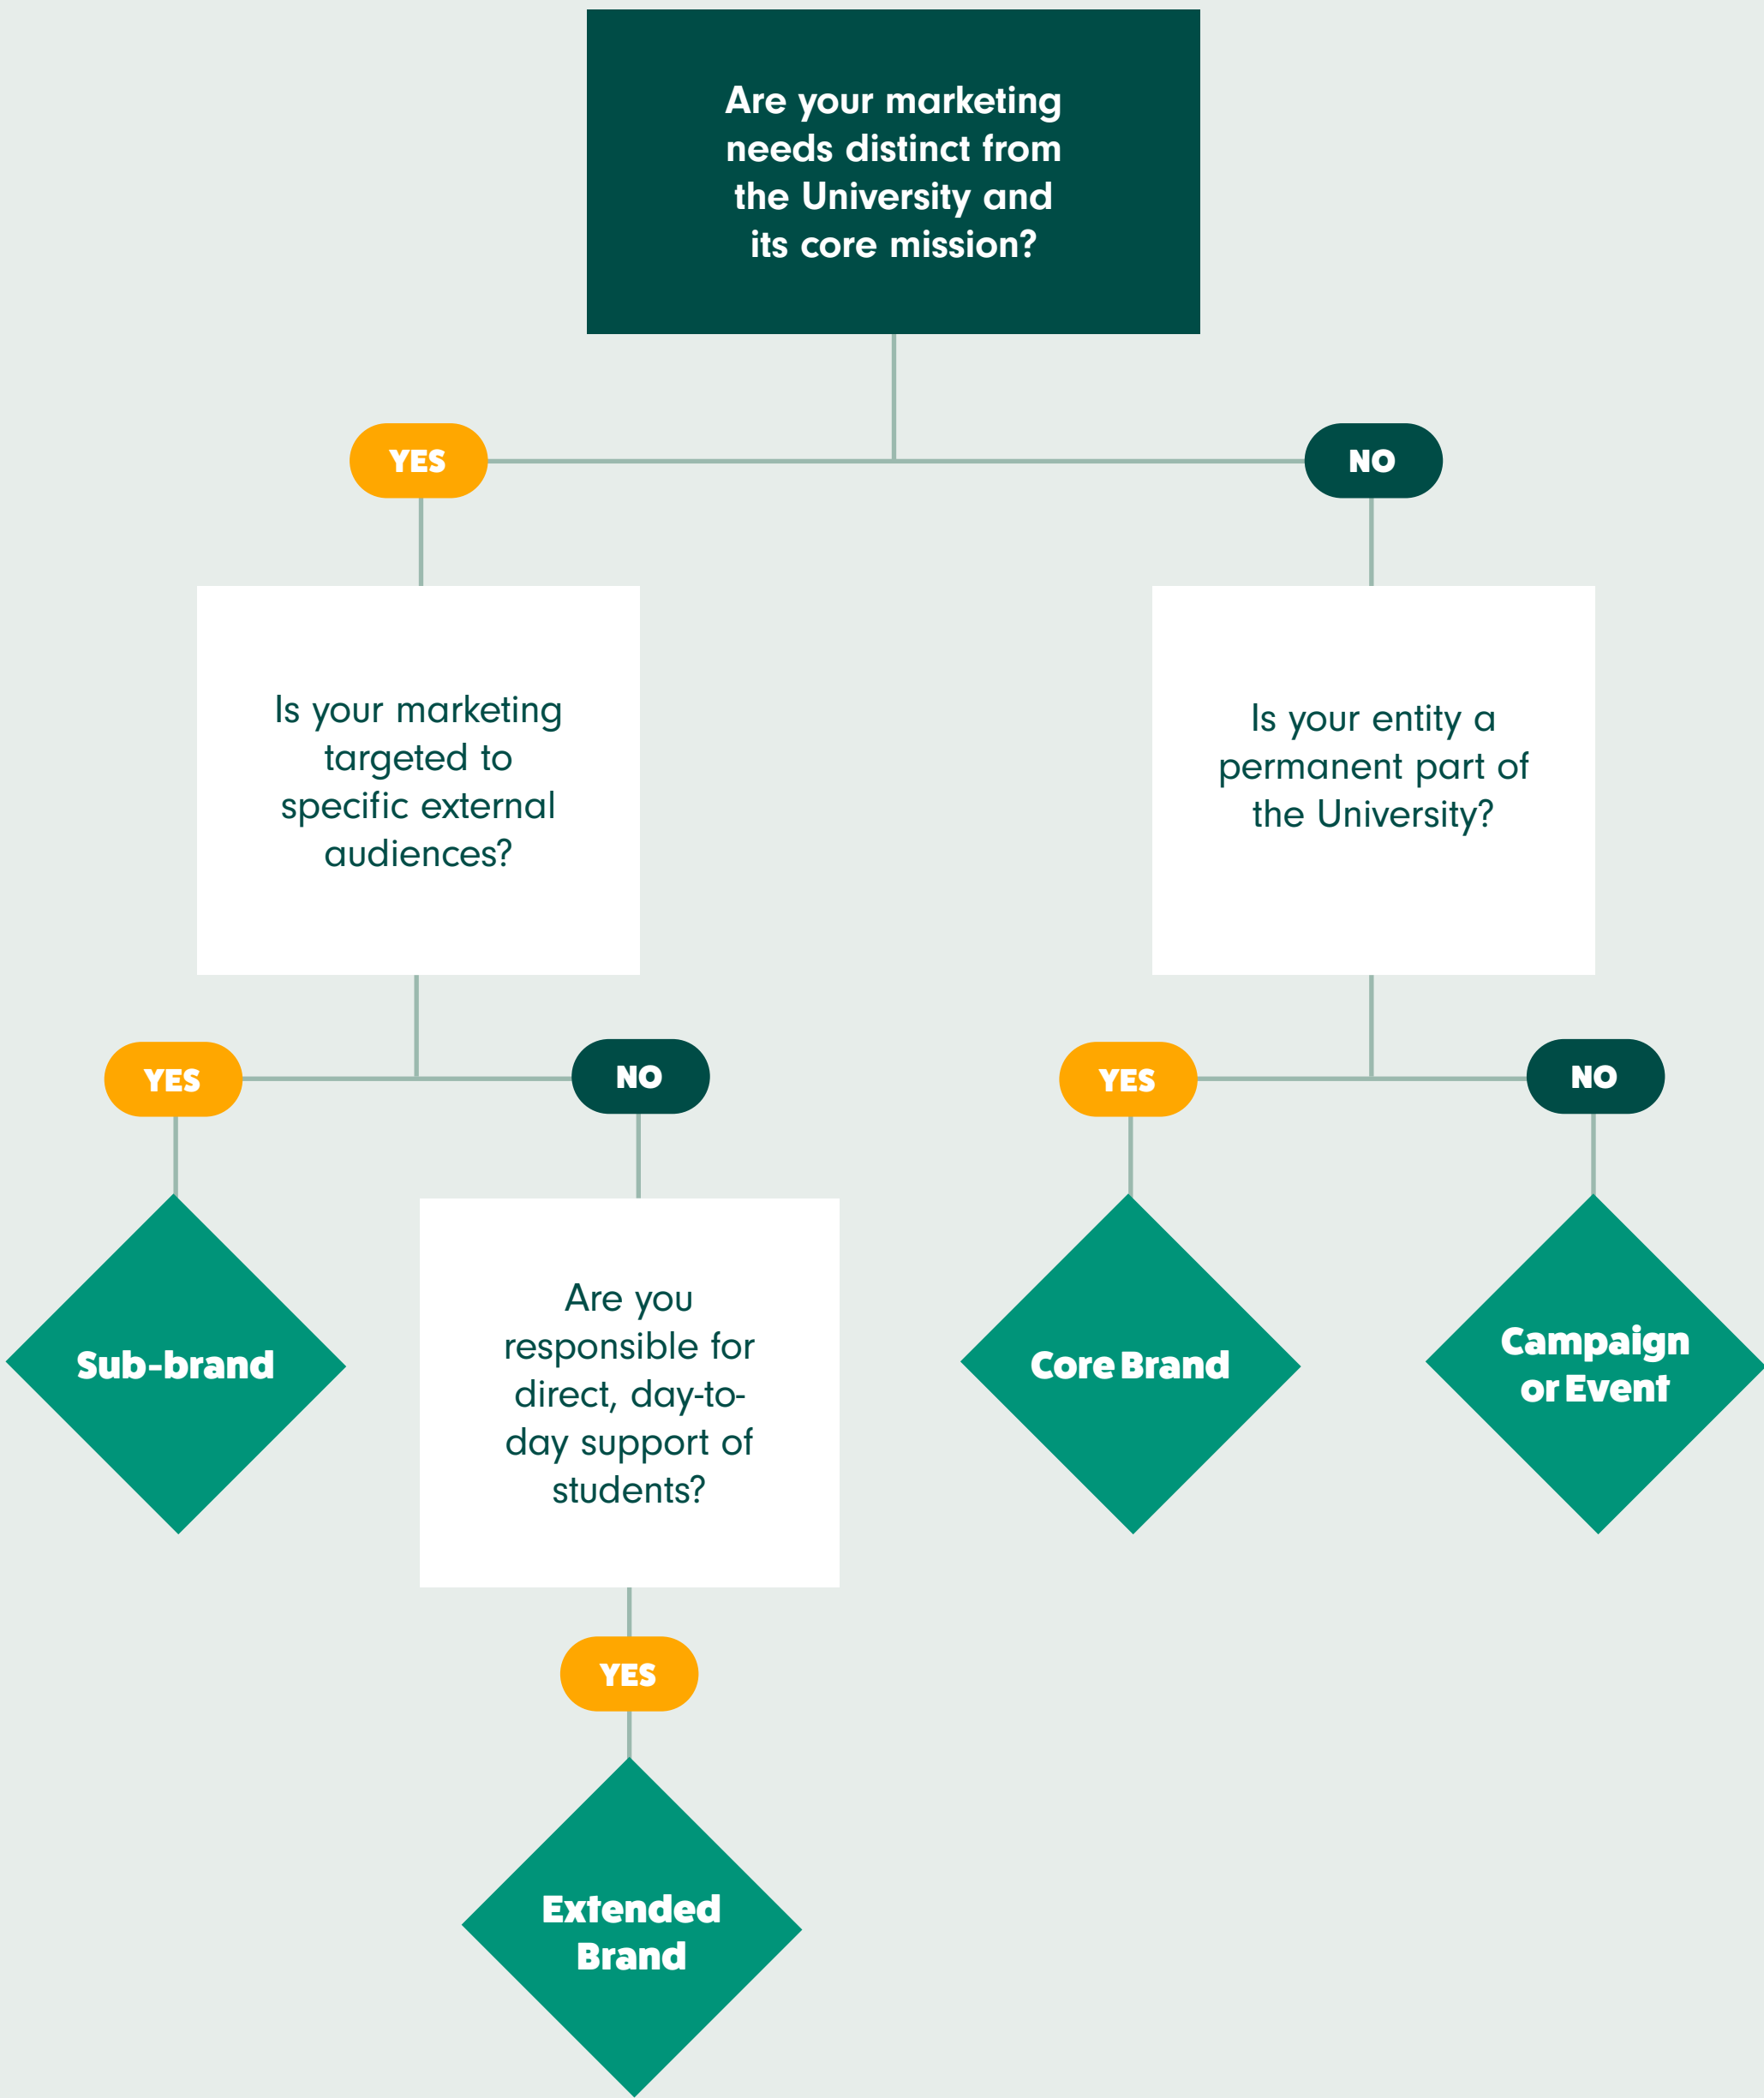 Are your marketing
needs distinct from
the University and
its core mission?
YES
NO
Is your marketing
targeted to
specific external
audiences?
Is your entity a
permanent part of
the University?
YES
NO
YES
NO
Sub-brand
Are you
responsible for
direct, day-to-
day support of
students?
Core Brand
Campaign
or Event
YES
Extended
Brand